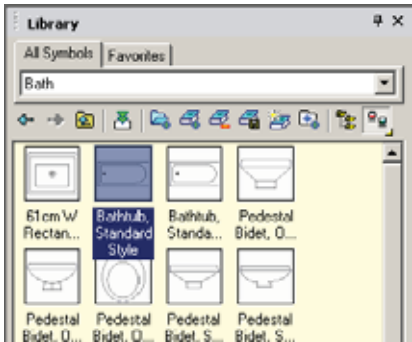 Library
All Symbols Favorites
Bath
61cm W
Rectan...
Bathtub,
Standard
Style
Bathtub,
Standa...
Pedestal
Bidet, O...
Pedestal
Bidet, O...
Pedestal
Bidet, O...
Pedestal
Bidet, S...
Pedestal
Bidet, S...